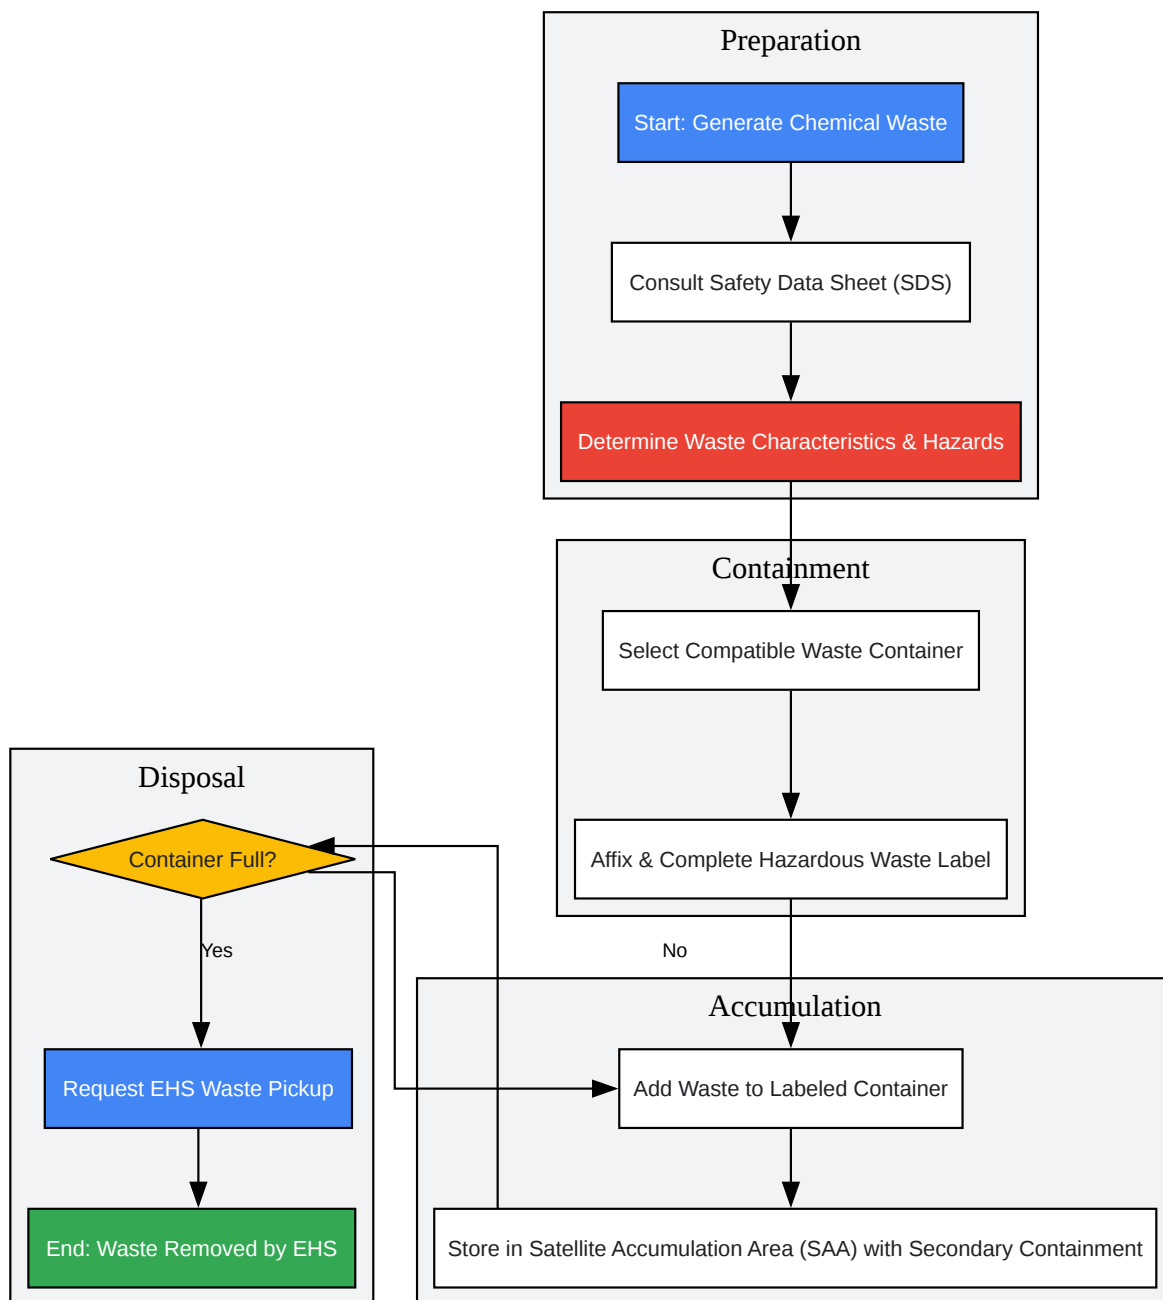 Preparation
Start: Generate Chemical Waste
Consult Safety Data Sheet (SDS)
Determine Waste Characteristics & Hazards
Containment
Select Compatible Waste Container
Affix & Complete Hazardous Waste Label
Disposal
Container Full?
Yes
No
Request EHS Waste Pickup
End: Waste Removed by EHS
Accumulation
Add Waste to Labeled Container
Store in Satellite Accumulation Area (SAA) with Secondary Containment